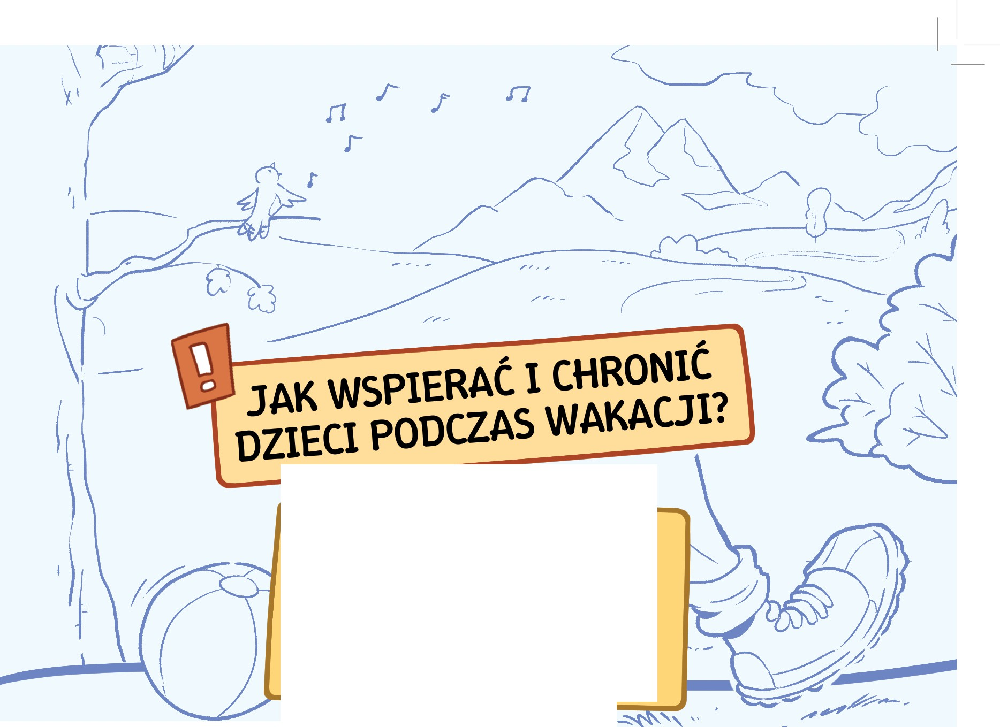 !
JAK WSPIERAĆ I CHRONIĆ
DZIECI PODCZAS WAKACJI?